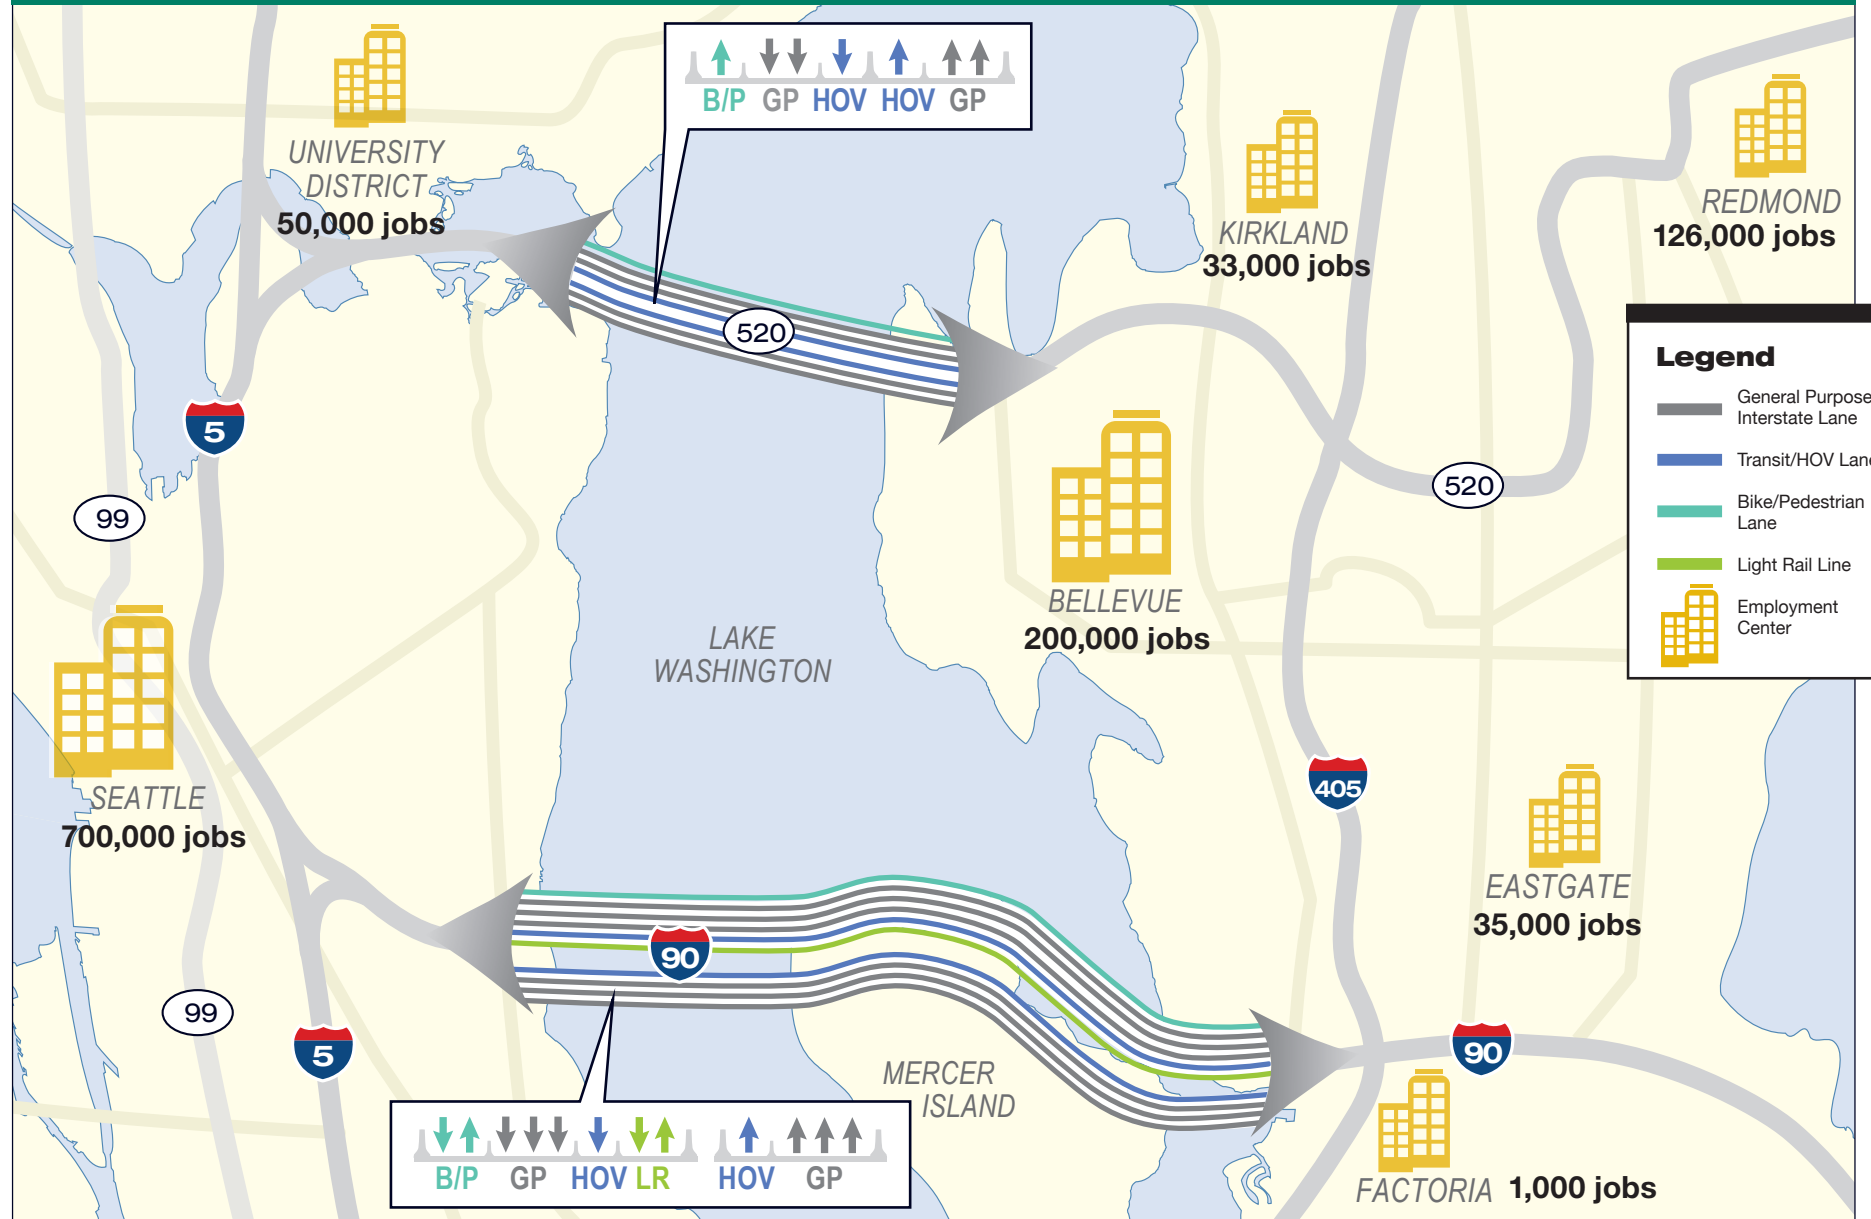 B/P GP HOV HOV GP
UNIVERSITY
DISTRICT
50,000 jobs
KIRKLAND
33,000 jobs
REDMOND
126,000 jobs
520
Legend
General Purpose
Interstate Lane
Transit/HOV Lane
Bike/Pedestrian
Lane
Light Rail Line
Employment
Center
5
99
520
BELLEVUE
200,000 jobs
LAKE
WASHINGTON
SEATTLE
700,000 jobs
405
EASTGATE
35,000 jobs
90
99
5
90
MERCER
ISLAND
B/P GP HOV LR HOV GP
FACTORIA 1,000 jobs